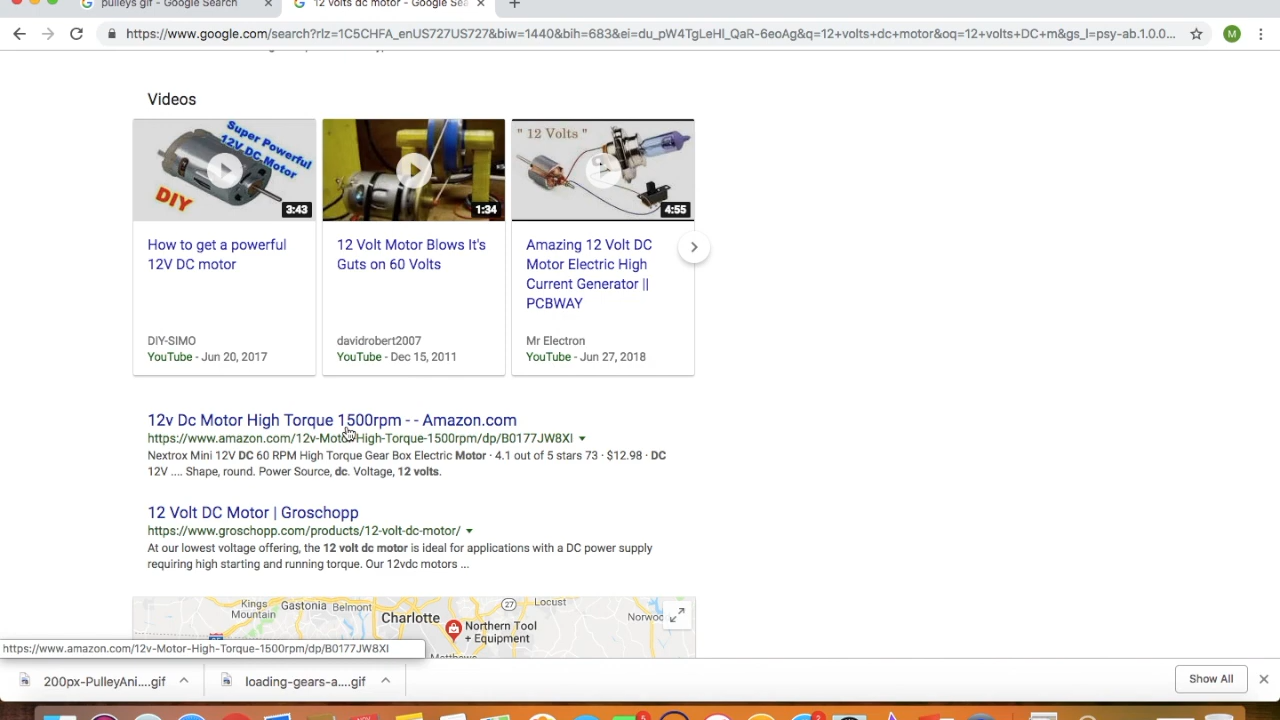 pulleys gif - Google Search
12 volts dc motor - Google Sea
https://www.google.com/search?rlz=1C5CHFA_enUS727US727&biw=1440&bih=683&ei=du_pW4TgLeHl_QaR-6eoAg&q=12+volts+dc+motor&oq=12+volts+DC+m&gs_l=psy-ab.1.0.0...
M
Videos
Super Powerful
12V DC Motor
DIY
3:43
1:34
" 12 Volts "
4:55
How to get a powerful
12V DC motor
12 Volt Motor Blows It's
Guts on 60 Volts
Amazing 12 Volt DC
Motor Electric High
Current Generator ||
PCBWAY
DIY-SIMO
YouTube - Jun 20, 2017
davidrobert2007
YouTube - Dec 15, 2011
Mr Electron
YouTube - Jun 27, 2018
12v Dc Motor High Torque 1500rpm - - Amazon.com
https://www.amazon.com/12v-Motor-High-Torque-1500rpm/dp/B0177JW8XI
Nextrox Mini 12V DC 60 RPM High Torque Gear Box Electric Motor · 4.1 out of 5 stars 73 · $12.98 · DC
12V .... Shape, round. Power Source, dc. Voltage, 12 volts.
12 Volt DC Motor | Groschopp
https://www.groschopp.com/products/12-volt-dc-motor/
At our lowest voltage offering, the 12 volt dc motor is ideal for applications with a DC power supply
requiring high starting and running torque. Our 12vdc motors ...
Kings
Mountain
Gastonia
Belmont
Charlotte
27
Locust
Norwoo
Northern Tool
+ Equipment
Matthews
https://www.amazon.com/12v-Motor-High-Torque-1500rpm/dp/B0177JW8XI
200px-PulleyAni....gif
loading-gears-a....gif
Show All